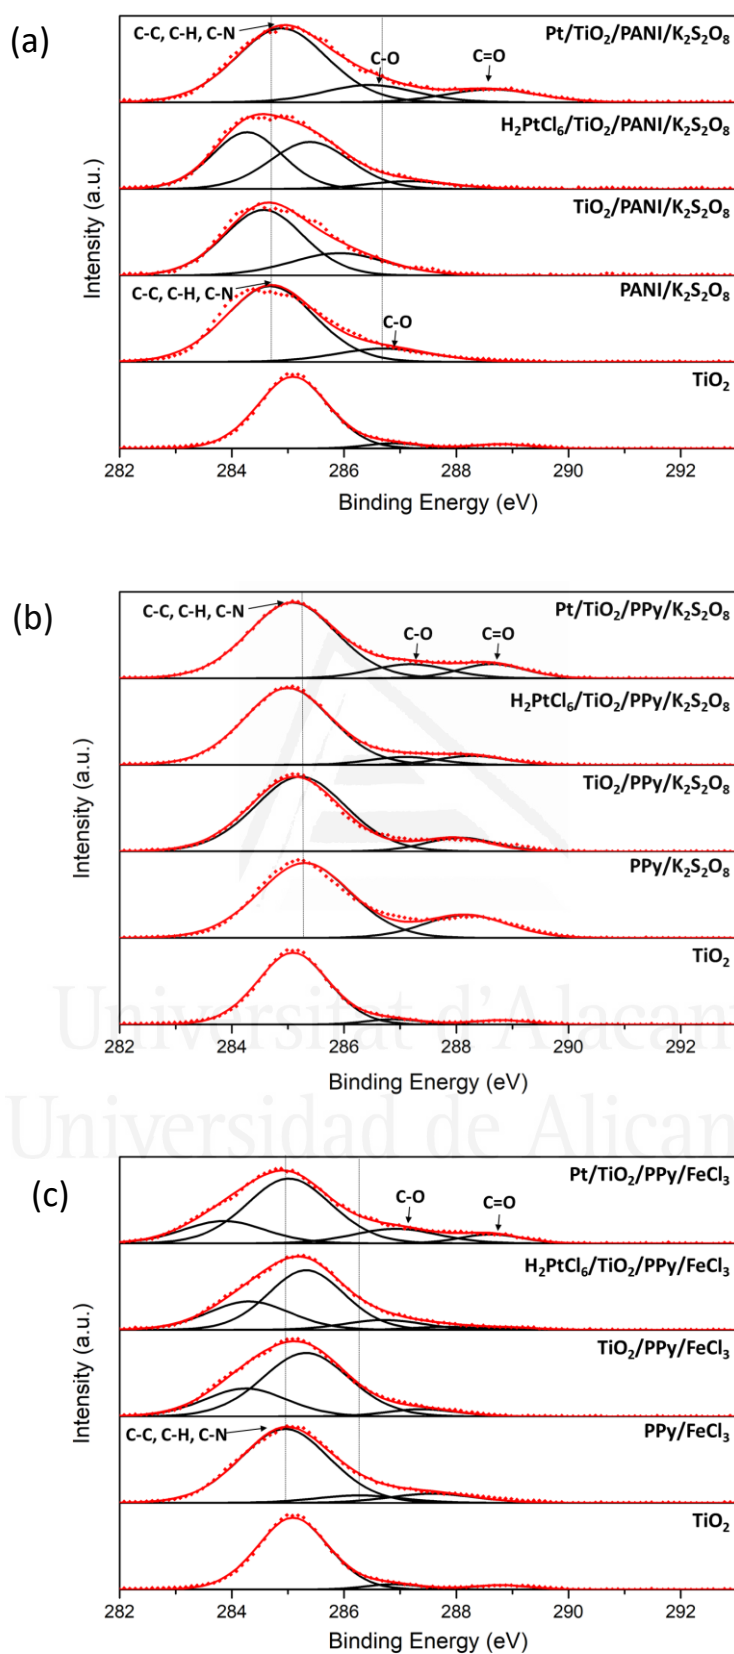 (a)
C-C, C-H, C-N
C-O
C=O
Pt/TiO₂/PANI/K₂S₂O₈
H₂PtCl₆/TiO₂/PANI/K₂S₂O₈
TiO₂/PANI/K₂S₂O₈
C-C, C-H, C-N
C-O
PANI/K₂S₂O₈
TiO₂
Intensity (a.u.)
282 284 286 288 290 292
Binding Energy (eV)
(b)
C-C, C-H, C-N
C-O
C=O
Pt/TiO₂/PPy/K₂S₂O₈
H₂PtCl₆/TiO₂/PPy/K₂S₂O₈
TiO₂/PPy/K₂S₂O₈
PPy/K₂S₂O₈
TiO₂
Intensity (a.u.)
Universitat d'Alacan
282 284 286 288 290 292
Binding Energy (eV)
Universidad de Alican
(c)
C-O
C=O
Pt/TiO₂/PPy/FeCl₃
H₂PtCl₆/TiO₂/PPy/FeCl₃
TiO₂/PPy/FeCl₃
C-C, C-H, C-N
PPy/FeCl₃
TiO₂
Intensity (a.u.)
282 284 286 288 290 292
Binding Energy (eV)